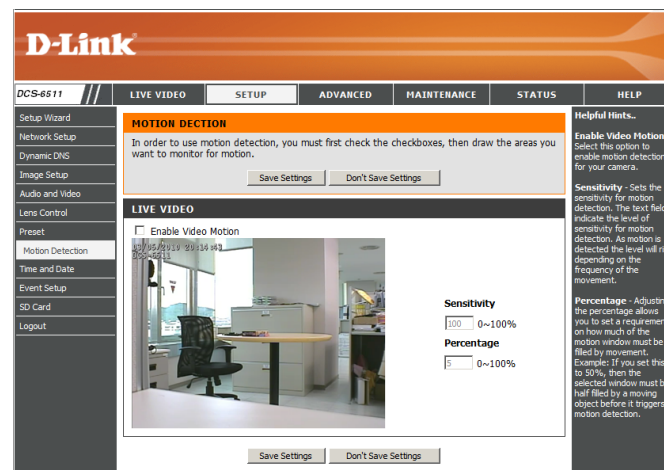 D-Link
DCS-6511
LIVE VIDEO
SETUP
ADVANCED
MAINTENANCE
STATUS
HELP
Setup Wizard
Network Setup
Dynamic DNS
Image Setup
Audio and Video
Lens Control
Preset
Motion Detection
Time and Date
Event Setup
SD Card
Logout
MOTION DECTION
In order to use motion detection, you must first check the checkboxes, then draw the areas you
want to monitor for motion.
Save Settings
Don't Save Settings
LIVE VIDEO
Enable Video Motion
03/05/2010 20:14:43
DCS-6511
Sensitivity
100 0~100%
Percentage
5 0~100%
Save Settings
Don't Save Settings
Helpful Hints..
Enable Video Motion
Select this option to
enable motion detection
for your camera.
Sensitivity - Sets the
sensitivity for motion
detection. The text field
indicate the level of
sensitivity for motion
detection. As motion is
detected the level will ri
depending on the
frequency of the
movement.
Percentage - Adjustin
the percentage allows
you to set a requiremen
on how much of the
motion window must be
filled by movement.
Example: If you set this
to 50%, then the
selected window must b
half filled by a moving
object before it triggers
motion detection.